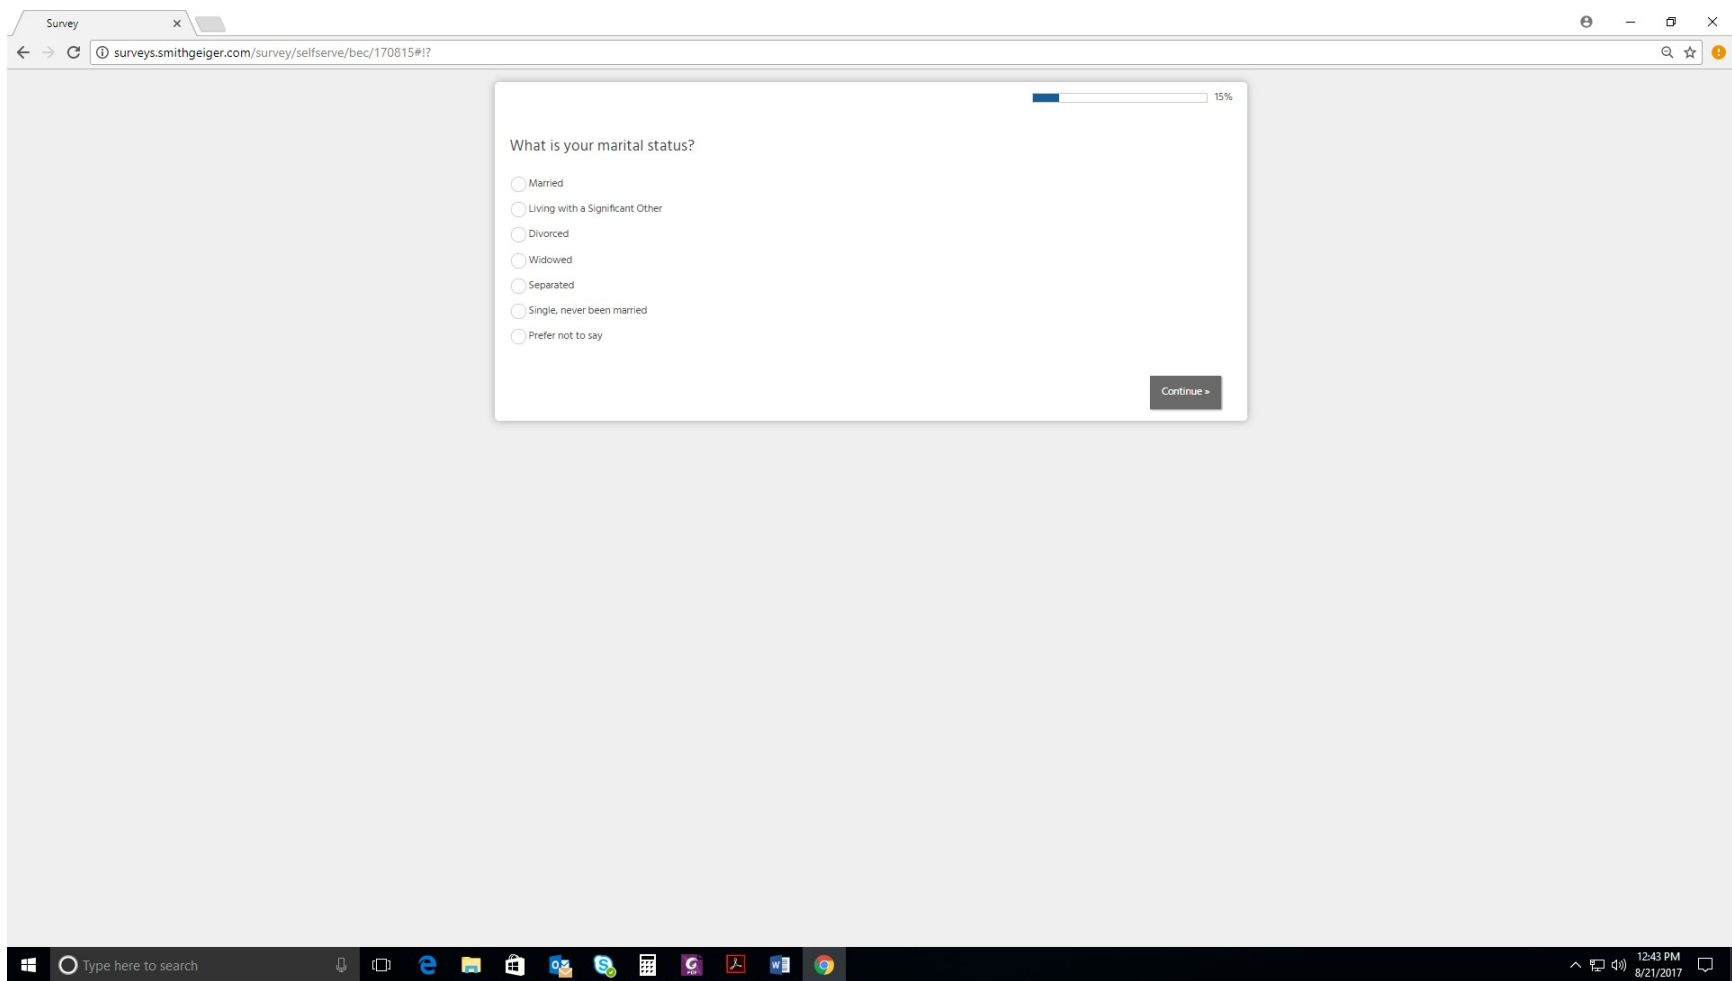 Survey
surveys.smithgeiger.com/survey/selfserve/bec/170815#!?
15%
What is your marital status?
Married
Living with a Significant Other
Divorced
Widowed
Separated
Single, never been married
Prefer not to say
Continue »
Type here to search
12:43 PM
8/21/2017